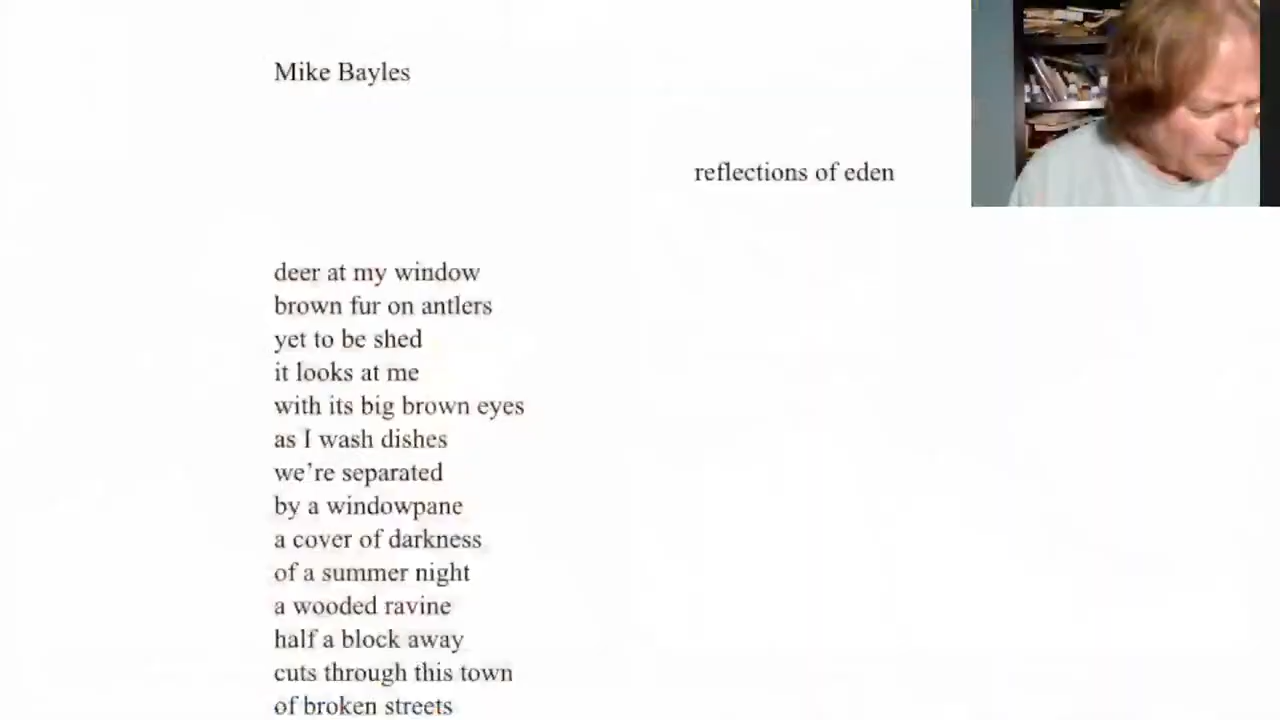 Mike Bayles
reflections of eden
deer at my window
brown fur on antlers
yet to be shed
it looks at me
with its big brown eyes
as I wash dishes
we’re separated
by a windowpane
a cover of darkness
of a summer night
a wooded ravine
half a block away
cuts through this town
of broken streets